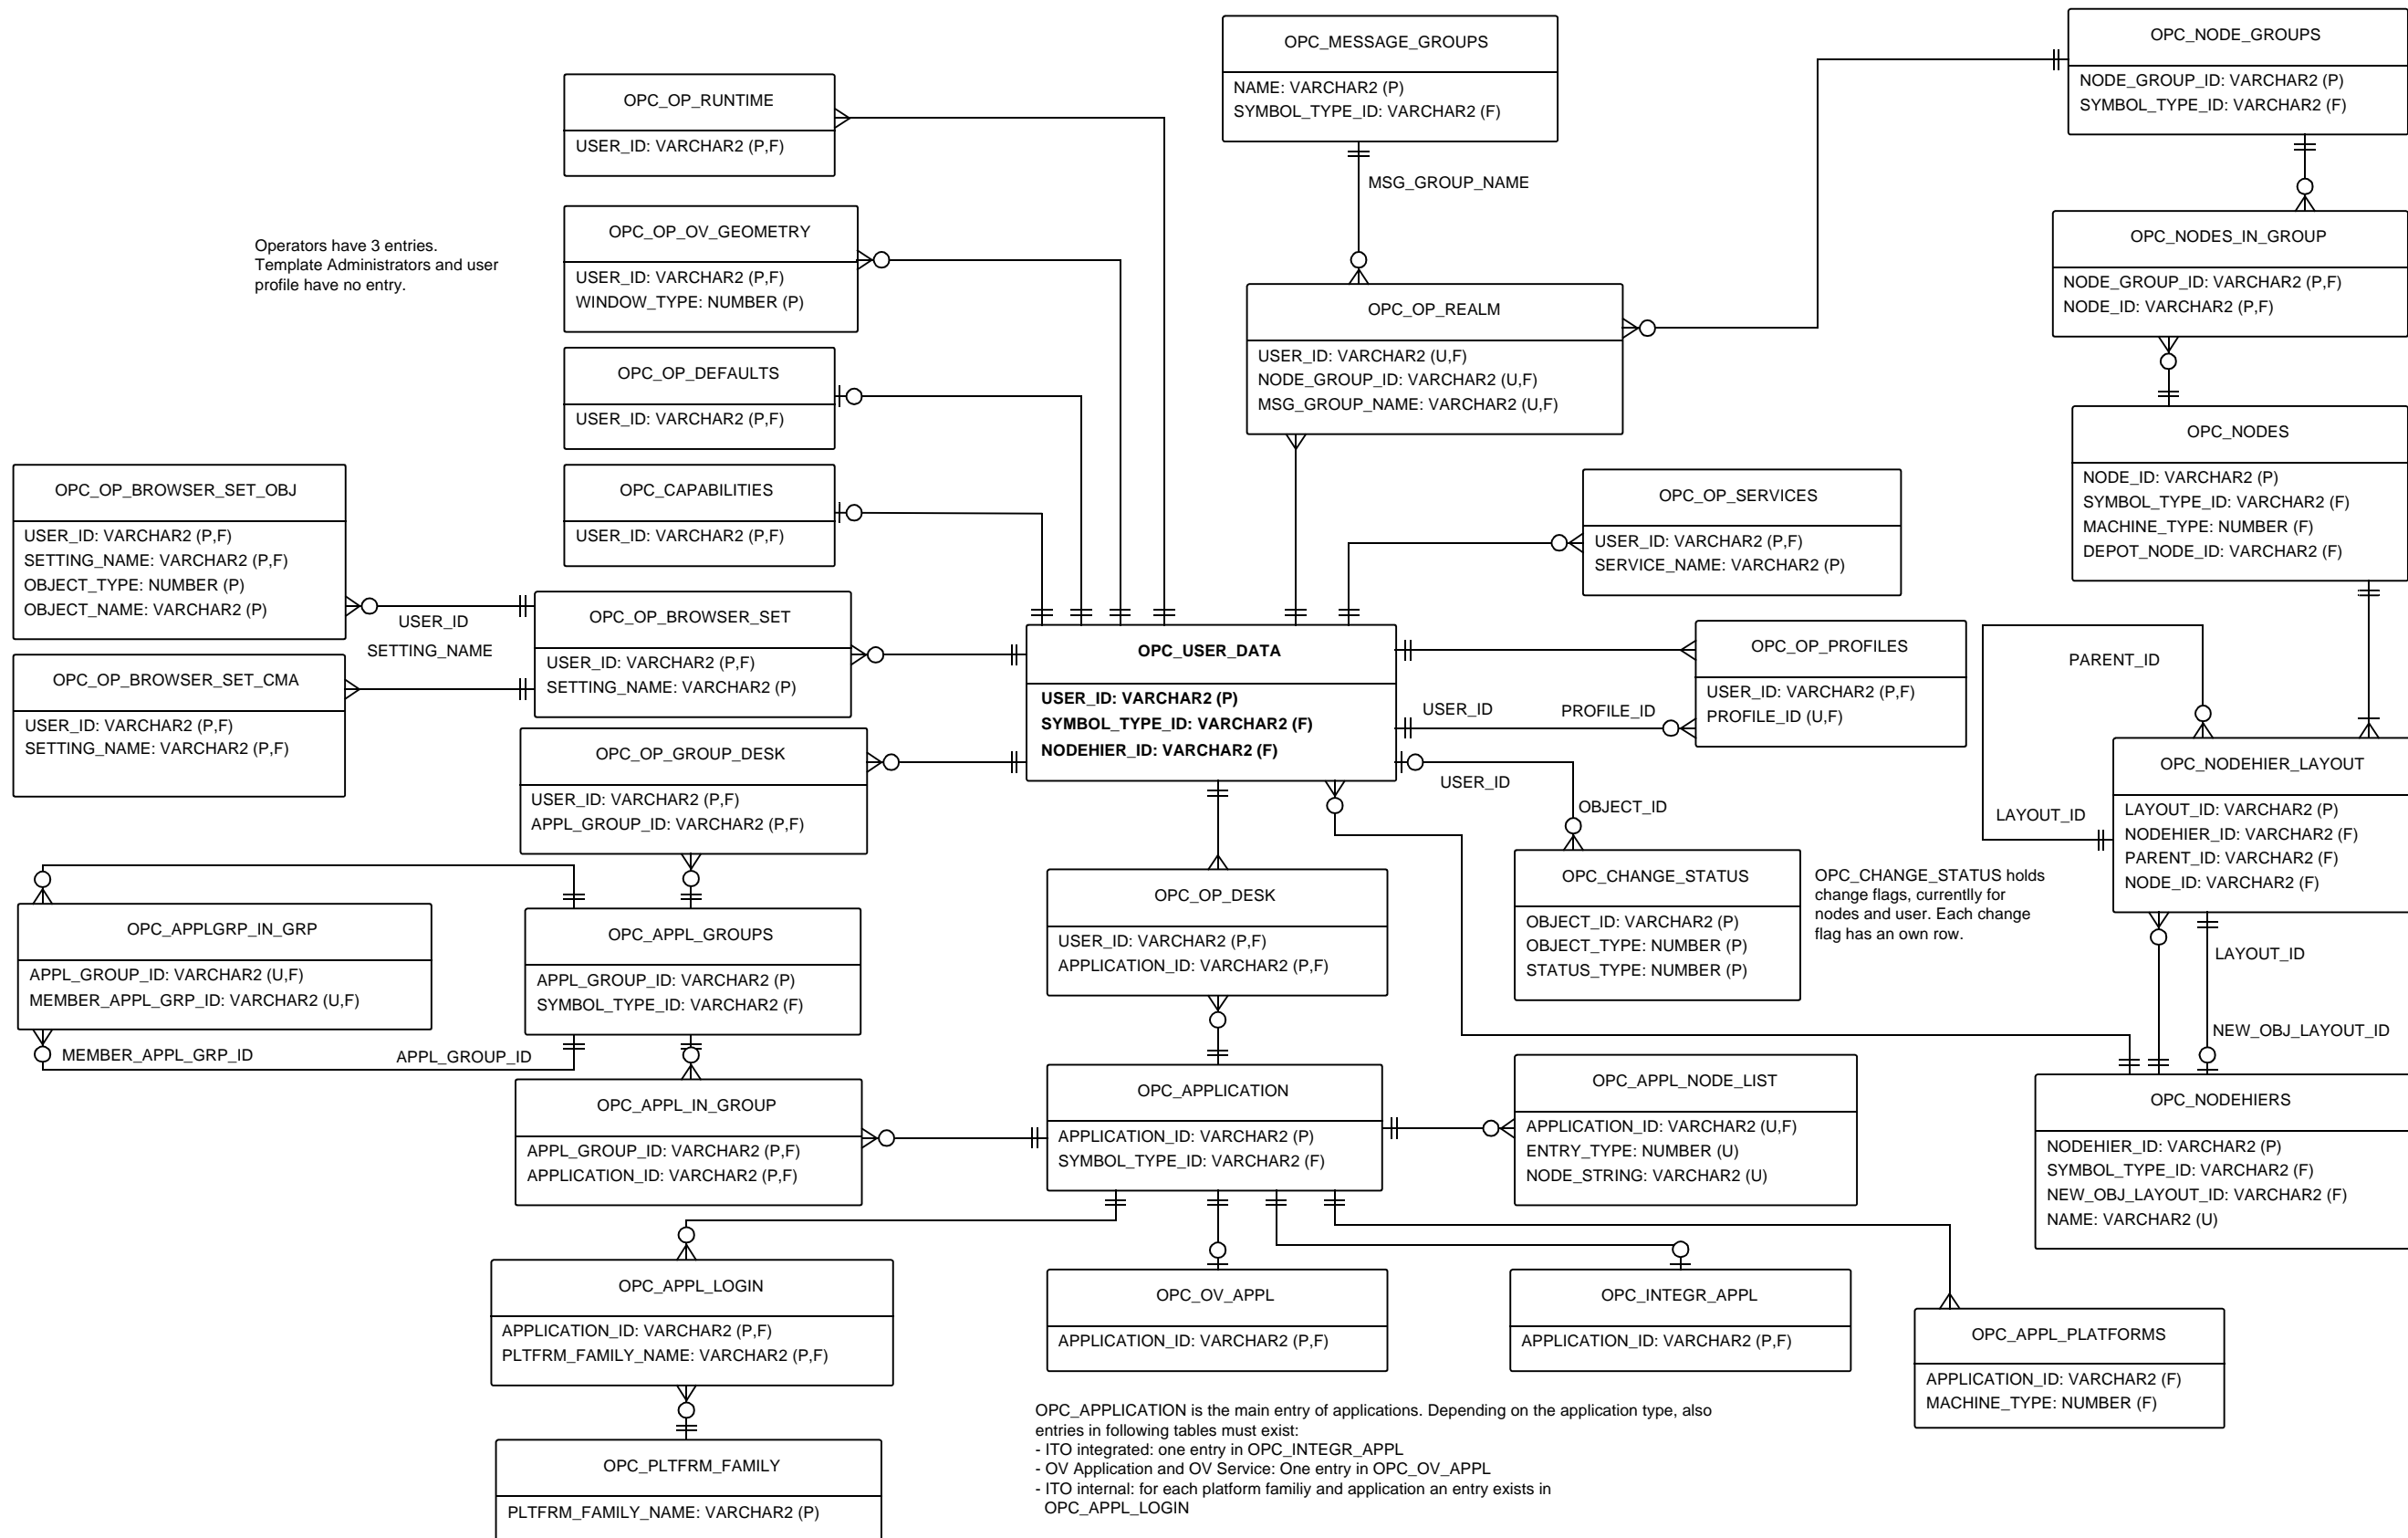 OPC_MESSAGE_GROUPS
NAME: VARCHAR2 (P)
SYMBOL_TYPE_ID: VARCHAR2 (F)
OPC_NODE_GROUPS
NODE_GROUP_ID: VARCHAR2 (P)
SYMBOL_TYPE_ID: VARCHAR2 (F)
OPC_OP_RUNTIME
USER_ID: VARCHAR2 (P,F)
MSG_GROUP_NAME
Operators have 3 entries.
Template Administrators and user
profile have no entry.
OPC_OP_OV_GEOMETRY
USER_ID: VARCHAR2 (P,F)
WINDOW_TYPE: NUMBER (P)
OPC_NODES_IN_GROUP
NODE_GROUP_ID: VARCHAR2 (P,F)
NODE_ID: VARCHAR2 (P,F)
OPC_OP_REALM
USER_ID: VARCHAR2 (U,F)
NODE_GROUP_ID: VARCHAR2 (U,F)
MSG_GROUP_NAME: VARCHAR2 (U,F)
OPC_OP_DEFAULTS
USER_ID: VARCHAR2 (P,F)
OPC_NODES
NODE_ID: VARCHAR2 (P)
SYMBOL_TYPE_ID: VARCHAR2 (F)
MACHINE_TYPE: NUMBER (F)
DEPOT_NODE_ID: VARCHAR2 (F)
OPC_OP_BROWSER_SET_OBJ
USER_ID: VARCHAR2 (P,F)
SETTING_NAME: VARCHAR2 (P,F)
OBJECT_TYPE: NUMBER (P)
OBJECT_NAME: VARCHAR2 (P)
OPC_CAPABILITIES
USER_ID: VARCHAR2 (P,F)
OPC_OP_SERVICES
USER_ID: VARCHAR2 (P,F)
SERVICE_NAME: VARCHAR2 (P)
USER_ID
SETTING_NAME
OPC_OP_BROWSER_SET
USER_ID: VARCHAR2 (P,F)
SETTING_NAME: VARCHAR2 (P)
OPC_USER_DATA
USER_ID: VARCHAR2 (P)
SYMBOL_TYPE_ID: VARCHAR2 (F)
NODEHIER_ID: VARCHAR2 (F)
OPC_OP_PROFILES
USER_ID: VARCHAR2 (P,F)
PROFILE_ID (U,F)
USER_ID
PROFILE_ID
PARENT_ID
LAYOUT_ID
OPC_OP_BROWSER_SET_CMA
USER_ID: VARCHAR2 (P,F)
SETTING_NAME: VARCHAR2 (P,F)
OPC_OP_GROUP_DESK
USER_ID: VARCHAR2 (P,F)
APPL_GROUP_ID: VARCHAR2 (P,F)
USER_ID
OBJECT_ID
OPC_NODEHIER_LAYOUT
LAYOUT_ID: VARCHAR2 (P)
NODEHIER_ID: VARCHAR2 (F)
PARENT_ID: VARCHAR2 (F)
NODE_ID: VARCHAR2 (F)
OPC_CHANGE_STATUS
OBJECT_ID: VARCHAR2 (P)
OBJECT_TYPE: NUMBER (P)
STATUS_TYPE: NUMBER (P)
OPC_CHANGE_STATUS holds
change flags, currentlly for
nodes and user. Each change
flag has an own row.
OPC_OP_DESK
USER_ID: VARCHAR2 (P,F)
APPLICATION_ID: VARCHAR2 (P,F)
OPC_APPLGRP_IN_GRP
APPL_GROUP_ID: VARCHAR2 (U,F)
MEMBER_APPL_GRP_ID: VARCHAR2 (U,F)
OPC_APPL_GROUPS
APPL_GROUP_ID: VARCHAR2 (P)
SYMBOL_TYPE_ID: VARCHAR2 (F)
LAYOUT_ID
NEW_OBJ_LAYOUT_ID
MEMBER_APPL_GRP_ID
APPL_GROUP_ID
OPC_APPL_IN_GROUP
APPL_GROUP_ID: VARCHAR2 (P,F)
APPLICATION_ID: VARCHAR2 (P,F)
OPC_APPLICATION
APPLICATION_ID: VARCHAR2 (P)
SYMBOL_TYPE_ID: VARCHAR2 (F)
OPC_APPL_NODE_LIST
APPLICATION_ID: VARCHAR2 (U,F)
ENTRY_TYPE: NUMBER (U)
NODE_STRING: VARCHAR2 (U)
OPC_NODEHIERS
NODEHIER_ID: VARCHAR2 (P)
SYMBOL_TYPE_ID: VARCHAR2 (F)
NEW_OBJ_LAYOUT_ID: VARCHAR2 (F)
NAME: VARCHAR2 (U)
OPC_APPL_LOGIN
APPLICATION_ID: VARCHAR2 (P,F)
PLTFRM_FAMILY_NAME: VARCHAR2 (P,F)
OPC_OV_APPL
APPLICATION_ID: VARCHAR2 (P,F)
OPC_INTEGR_APPL
APPLICATION_ID: VARCHAR2 (P,F)
OPC_APPL_PLATFORMS
APPLICATION_ID: VARCHAR2 (F)
MACHINE_TYPE: NUMBER (F)
OPC_PLTFRM_FAMILY
PLTFRM_FAMILY_NAME: VARCHAR2 (P)
OPC_APPLICATION is the main entry of applications. Depending on the application type, also
entries in following tables must exist:
- ITO integrated: one entry in OPC_INTEGR_APPL
- OV Application and OV Service: One entry in OPC_OV_APPL
- ITO internal: for each platform familiy and application an entry exists in
OPC_APPL_LOGIN